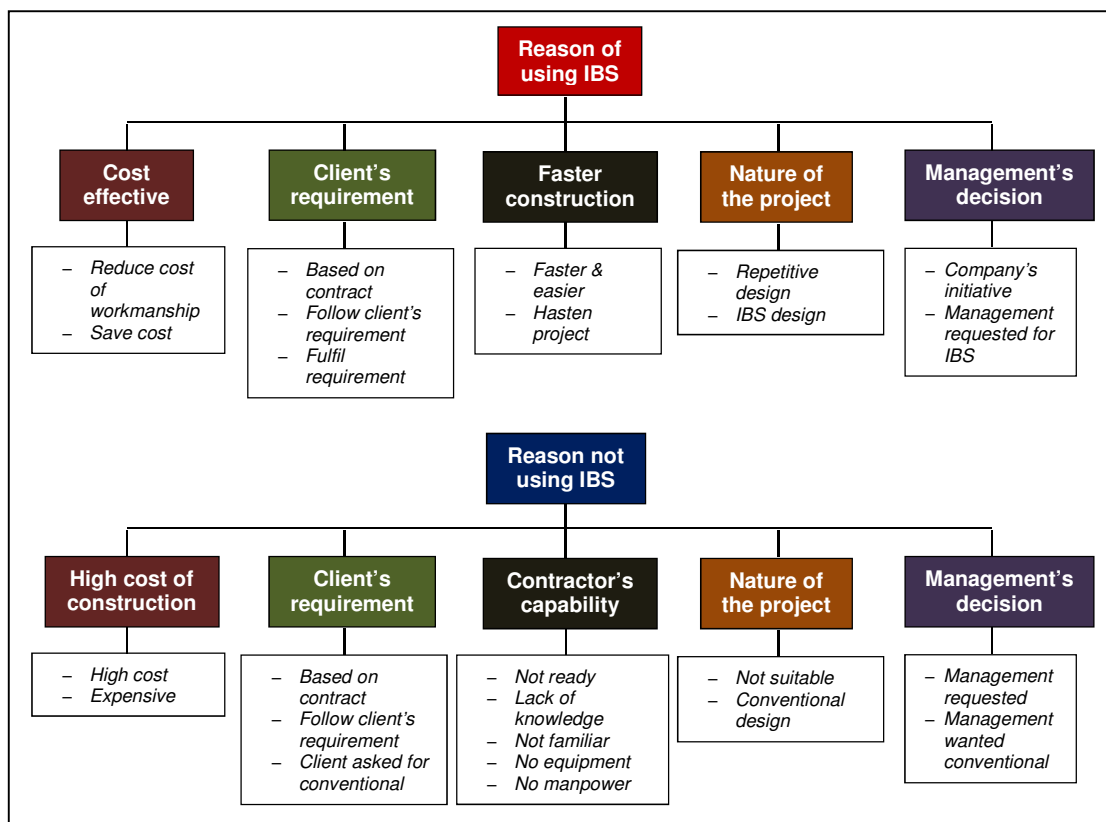 Reason of
using IBS
Cost
effective
Client's
requirement
Faster
construction
Nature of
the project
Management's
decision
– Reduce cost
of
workmanship
– Save cost
– Based on
contract
– Follow client's
requirement
– Fulfil
requirement
– Faster &
easier
– Hasten
project
– Repetitive
design
– IBS design
– Company's
initiative
– Management
requested for
IBS
Reason not
using IBS
High cost of
construction
Client's
requirement
Contractor's
capability
Nature of
the project
Management's
decision
– High cost
– Expensive
– Based on
contract
– Follow client's
requirement
– Client asked for
conventional
– Not ready
– Lack of
knowledge
– Not familiar
– No equipment
– No manpower
– Not suitable
– Conventional
design
– Management
requested
– Management
wanted
conventional